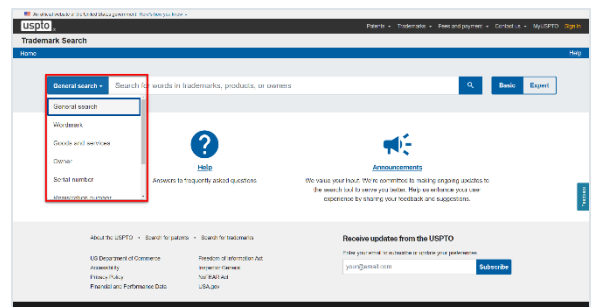 An official website of the United States government Here's how you know
uspto
Patents Trademarks Fees and payment Contact us MyUSPTO Sign in
Trademark Search
Home Help
General search Search for words in trademarks, products, or owners Basic Expert
General search
Wordmark
Goods and services
Owner
Serial number
Registration number
Help
Answers to frequently asked questions
Announcements
We value your input. We're committed to making ongoing updates to
the search tool to serve you better. Help us enhance your user
experience by sharing your feedback and suggestions.
Feedback
About the USPTO Search for patents Search for trademarks
US Department of Commerce Freedom of Information Act
Accessibility Inspector General
Privacy Policy No FEAR Act
Financial and Performance Data USA.gov
Receive updates from the USPTO
Enter your email to subscribe or update your preferences
your@email.com Subscribe